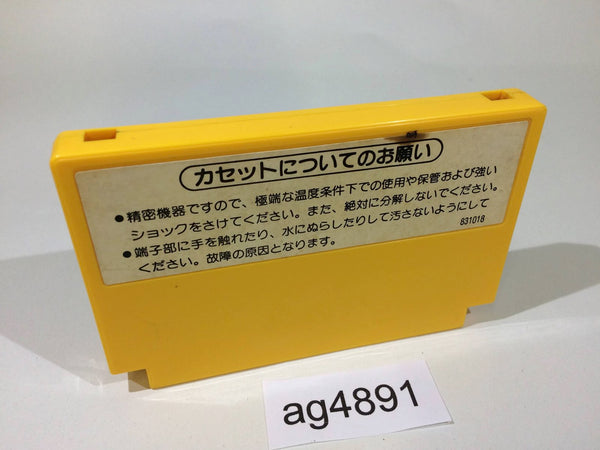 カセットについてのお願い
●精密機器ですので、極端な温度条件下での使用や保管および強い
ショックをさけてください。また、絶対に分解しないでください。
●端子部に手を触れたり、水にぬらしたりして汚さないようにして
ください。故障の原因となります。
831018
ag4891